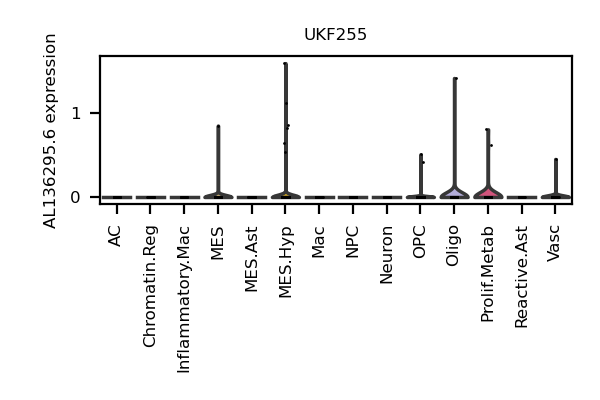 UKF255
AL136295.6 expression
1
0
AC
Chromatin.Reg
Inflammatory.Mac
MES
MES.Ast
MES.Hyp
Mac
NPC
Neuron
OPC
Oligo
Prolif.Metab
Reactive.Ast
Vasc